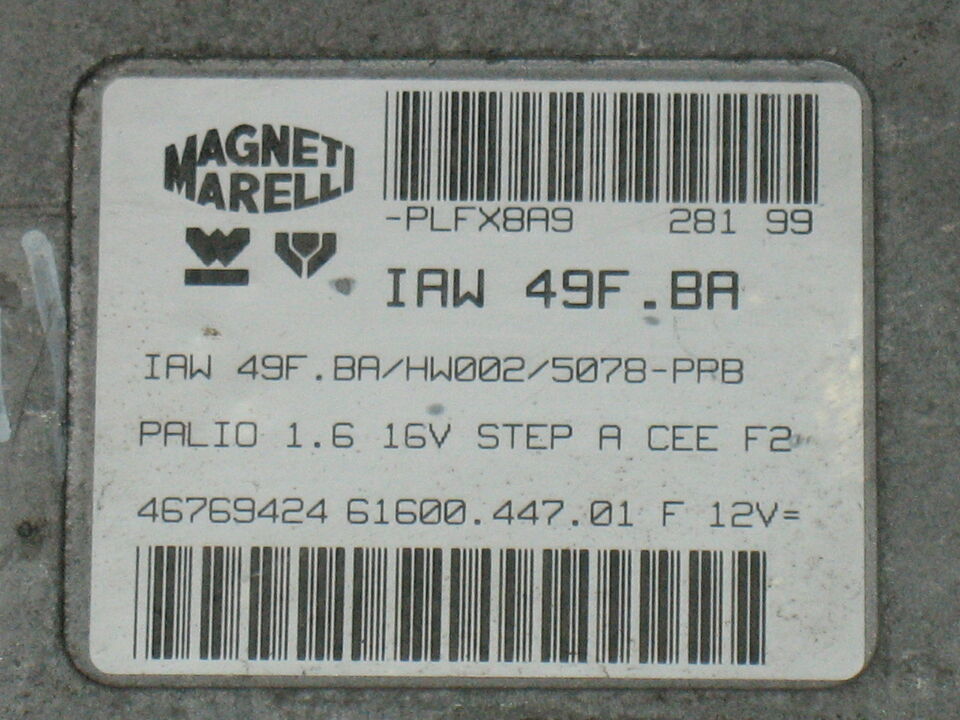 MAGNETI
MARELLI
-PLFX8A9 281 99
IAW 49F.BA
IAW 49F.BA/HW002/5078-PRB
PALIO 1.6 16V STEP A CEE F2
46769424 61600.447.01 F 12V=